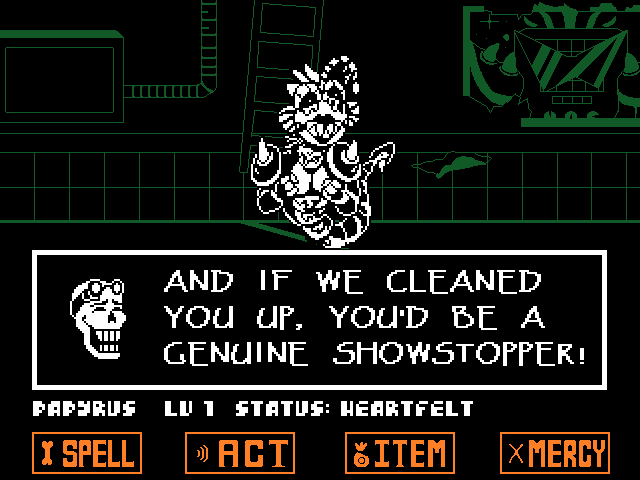 AND IF WE CLEANED
YOU UP, YOU'D BE A
GENUINE SHOWSTOPPER!
PAPYRUS LV 1 STATUS: HEARTFELT
SPELL ACT ITEM MERCY